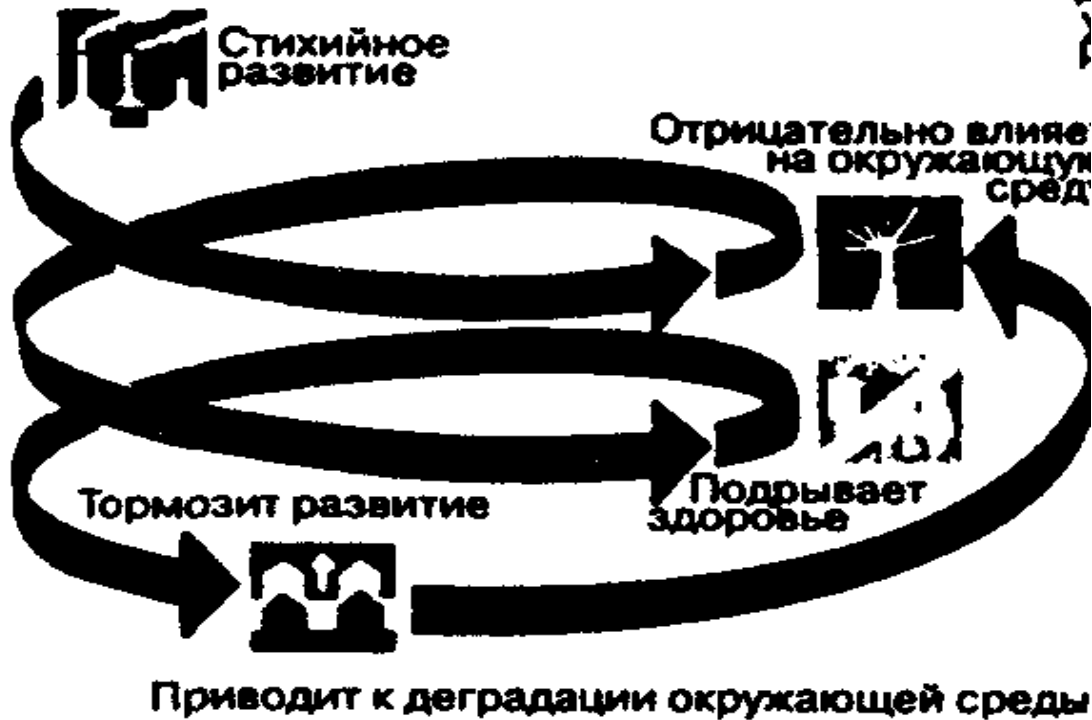 Стихийное
развитие
Отрицательно влияет
на окружающую
среду
Тормозит развитие
Подрывает
здоровье
Приводит к деградации окружающей среды